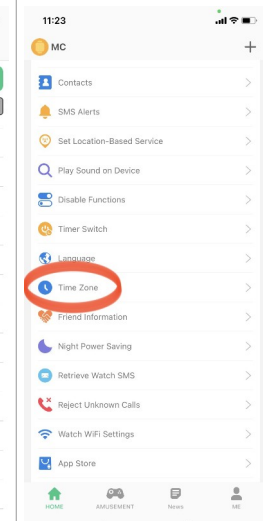 11:23
MC
Contacts
SMS Alerts
Set Location-Based Service
Play Sound on Device
Disable Functions
Timer Switch
Language
Time Zone
Friend Information
Night Power Saving
Retrieve Watch SMS
Reject Unknown Calls
Watch WiFi Settings
App Store
HOME AMUSEMENT News ME